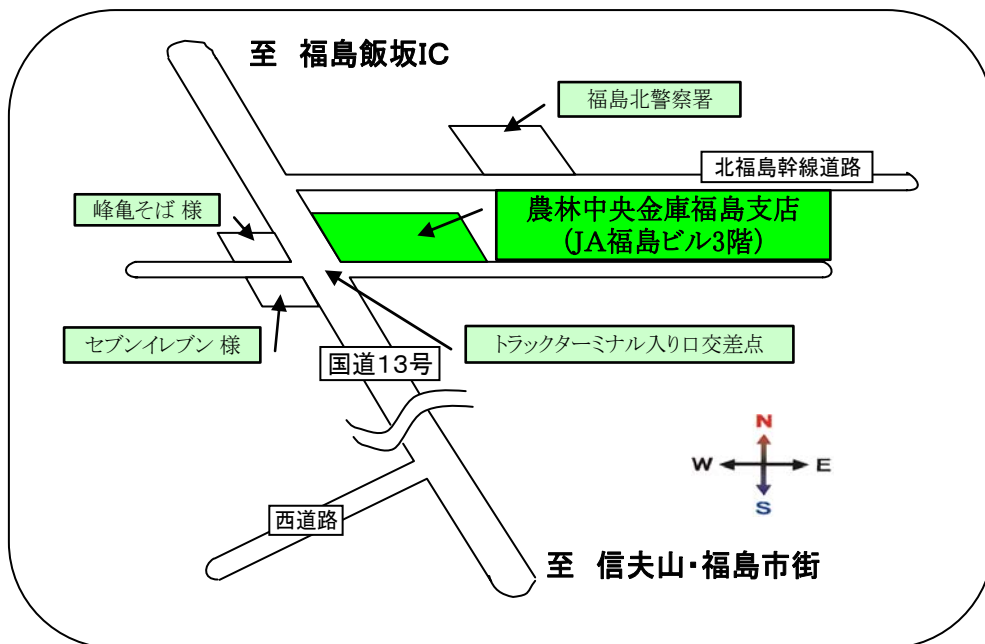 至　福島飯坂IC
福島北警察署
北福島幹線道路
峰亀そば 様
農林中央金庫福島支店
(JA福島ビル3階)
セブンイレブン 様
トラックターミナル入り口交差点
国道13号
N
W
E
S
西道路
至　信夫山・福島市街